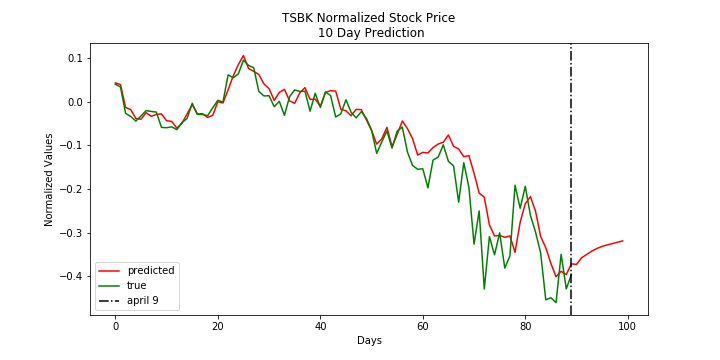 TSBK Normalized Stock Price
10 Day Prediction
0.1
0.0
−0.1
−0.2
−0.3
−0.4
Normalized Values
predicted
true
april 9
0 20 40 60 80 100
Days